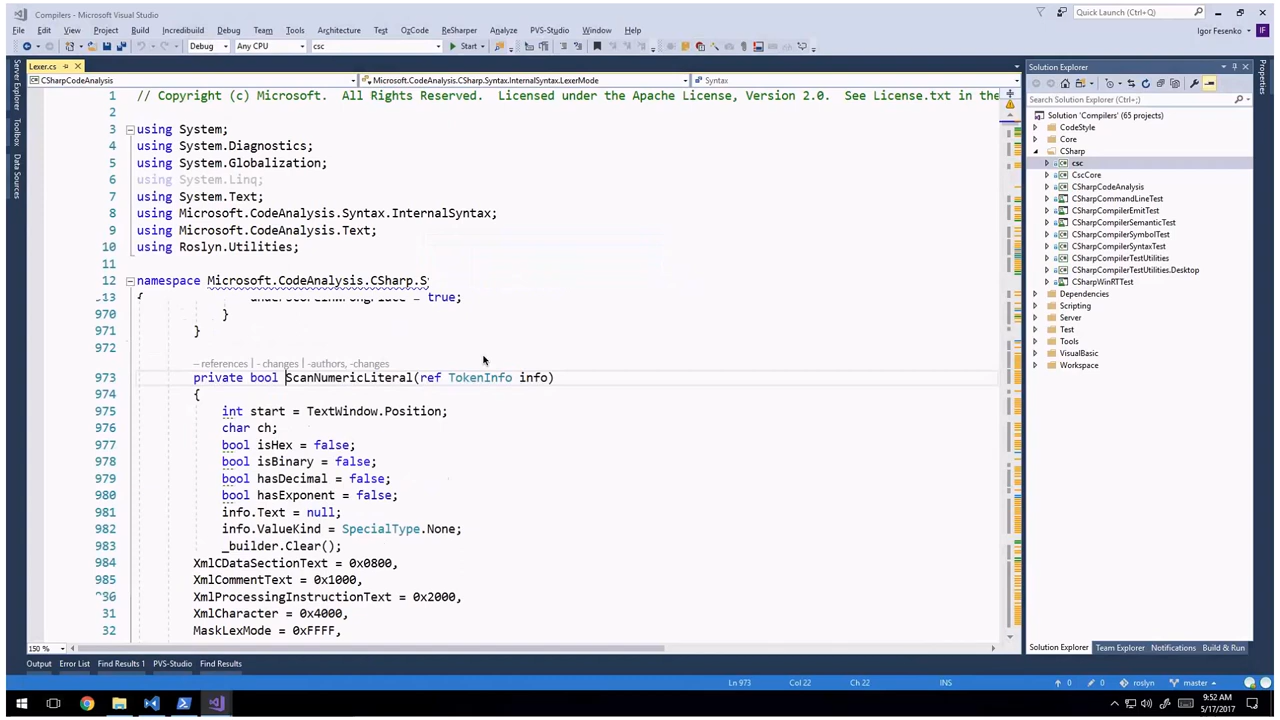 Compilers - Microsoft Visual Studio
Quick Launch (Ctrl+Q)
File Edit View Project Build Incredibuild Debug Team Tools Architecture Test OzCode ReSharper Analyze PVS-Studio Window Help
Igor Fesenko IF
Debug Any CPU csc Start
Server Explorer
Toolbox
Data Sources
Lexer.cs
CSharpCodeAnalysis Microsoft.CodeAnalysis.CSharp.Syntax.InternalSyntax.LexerMode Syntax
1 // Copyright (c) Microsoft All Rights Reserved. Licensed under the Apache License, Version 2.0. See License.txt in the
2
3 using System;
4 using System.Diagnostics;
5 using System.Globalization;
6 using System.Linq;
7 using System.Text;
8 using Microsoft.CodeAnalysis.Syntax.InternalSyntax;
9 using Microsoft.CodeAnalysis.Text;
10 using Roslyn.Utilities;
11
12 namespace Microsoft.CodeAnalysis.CSharp.S
{
= true;
970 }
971 }
972
-- references | - changes | -authors, -changes
973 private bool ScanNumericLiteral(ref TokenInfo info)
974 {
975 int start = TextWindow.Position;
976 char ch;
977 bool isHex = false;
978 bool isBinary = false;
979 bool hasDecimal = false;
980 bool hasExponent = false;
981 info.Text = null;
982 info.ValueKind = SpecialType.None;
983 _builder.Clear();
984 XmlCDataSectionText = 0x0800,
985 XmlCommentText = 0x1000,
XmlProcessingInstructionText = 0x2000,
31 XmlCharacter = 0x4000,
32 MaskLexMode = 0xFFFF,
150 %
Solution Explorer
Search Solution Explorer (Ctrl+;)
Solution 'Compilers' (65 projects)
CodeStyle
Core
CSharp
csc
CscCore
CSharpCodeAnalysis
CSharpCommandLineTest
CSharpCompilerEmitTest
CSharpCompilerSemanticTest
CSharpCompilerSymbolTest
CSharpCompilerSyntaxTest
CSharpCompilerTestUtilities
CSharpCompilerTestUtilities.Desktop
CSharpWinRTTest
Dependencies
Scripting
Server
Test
Tools
VisualBasic
Workspace
Properties
Solution Explorer Team Explorer Notifications Build & Run
Output Error List Find Results 1 PVS-Studio Find Results
Ln 973 Col 22 Ch 22 INS 0 0 roslyn master
9:52 AM
5/17/2017